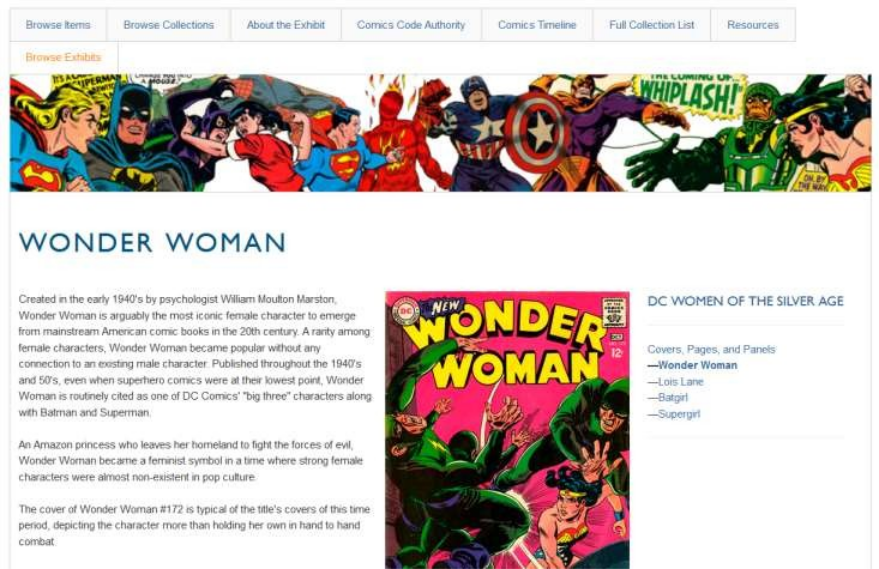 Browse Items
Browse Collections
About the Exhibit
Comics Code Authority
Comics Timeline
Full Collection List
Resources
Browse Exhibits
SUPERMAN
A MOUSE."
THE COMING OF...
WHIPLASH!
OH, BY
THE WAY
WONDER WOMAN
Created in the early 1940's by psychologist William Moulton Marston,
Wonder Woman is arguably the most iconic female character to emerge
from mainstream American comic books in the 20th century. A rarity among
female characters, Wonder Woman became popular without any
connection to an existing male character. Published throughout the 1940's
and 50's, even when superhero comics were at their lowest point, Wonder
Woman is routinely cited as one of DC Comics' "big three" characters along
with Batman and Superman.
An Amazon princess who leaves her homeland to fight the forces of evil,
Wonder Woman became a feminist symbol in a time where strong female
characters were almost non-existent in pop culture.
The cover of Wonder Woman #172 is typical of the title's covers of this time
period, depicting the character more than holding her own in hand to hand
combat
DC
The NEW
WONDER
WOMAN
12¢
DC WOMEN OF THE SILVER AGE
Covers, Pages, and Panels
—Wonder Woman
—Lois Lane
—Batgirl
—Supergirl